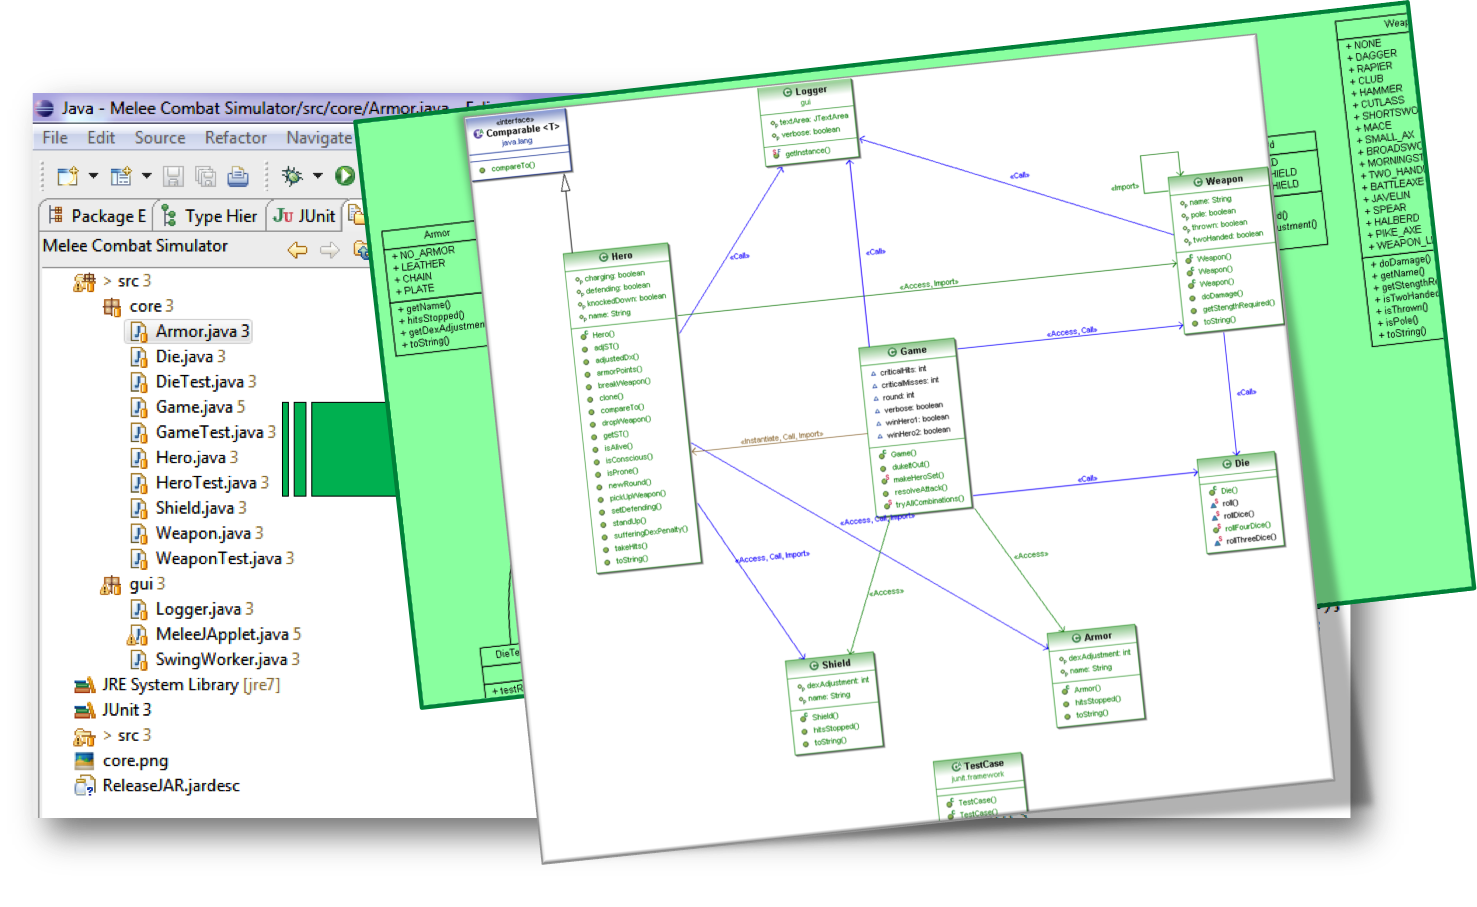 Java - Melee Combat Simulator/src/core/Armor.java - Ecli
File Edit Source Refactor Navigate
Package E Type Hier JUnit
Melee Combat Simulator
> src 3
core 3
Armor.java 3
Die.java 3
DieTest.java 3
Game.java 5
GameTest.java 3
Hero.java 3
HeroTest.java 3
Shield.java 3
Weapon.java 3
WeaponTest.java 3
gui 3
Logger.java 3
MeleeJApplet.java 5
SwingWorker.java 3
JRE System Library [jre7]
JUnit 3
> src 3
core.png
ReleaseJAR.jardesc
Armor
+ NO_ARMOR
+ LEATHER
+ CHAIN
+ PLATE
+ getName()
+ hitsStopped()
+ getDexAdjustmen
+ toString()
DieTe
+ testR
«interface»
Comparable <T>
java.lang
compareTo()
Logger
gui
textArea: JTextArea
verbose: boolean
getInstance()
Hero
charging: boolean
defending: boolean
knockedDown: boolean
name: String
Hero()
adjST()
adjustedDx()
armorPoints()
breakWeapon()
clone()
compareTo()
dropWeapon()
getST()
isAlive()
isConscious()
isProne()
newRound()
pickUpWeapon()
setDefending()
standUp()
sufferingDexPenalty()
takeHits()
toString()
«Call»
«Call»
«Call»
«Import»
«Access, Import»
«Access, Call»
«Call»
«Instantiate, Call, Import»
«Call»
«Access, Call, Import»
«Access, Call, Import»
«Access»
«Access»
Game
criticalHits: int
criticalMisses: int
round: int
verbose: boolean
winHero1: boolean
winHero2: boolean
Game()
dukeItOut()
makeHeroSet()
resolveAttack()
tryAllCombinations()
Weapon
name: String
pole: boolean
thrown: boolean
twoHanded: boolean
Weapon()
Weapon()
Weapon()
doDamage()
getStengthRequired()
toString()
Die
Die()
roll()
rollDice()
rollFourDice()
rollThreeDice()
Shield
dexAdjustment: int
name: String
Shield()
hitsStopped()
toString()
Armor
dexAdjustment: int
name: String
Armor()
hitsStopped()
toString()
TestCase
junit.framework
TestCase()
TestCase()
d
D
HIELD
HIELD
d()
ustment()
Weap
+ NONE
+ DAGGER
+ RAPIER
+ CLUB
+ HAMMER
+ CUTLASS
+ SHORTSWO
+ MACE
+ SMALL_AX
+ BROADSWO
+ MORNINGST
+ TWO_HAND
+ BATTLEAXE
+ JAVELIN
+ SPEAR
+ HALBERD
+ PIKE_AXE
+ WEAPON_L
+ doDamage()
+ getName()
+ getStengthR
+ isTwoHanded
+ isThrown()
+ isPole()
+ toString()